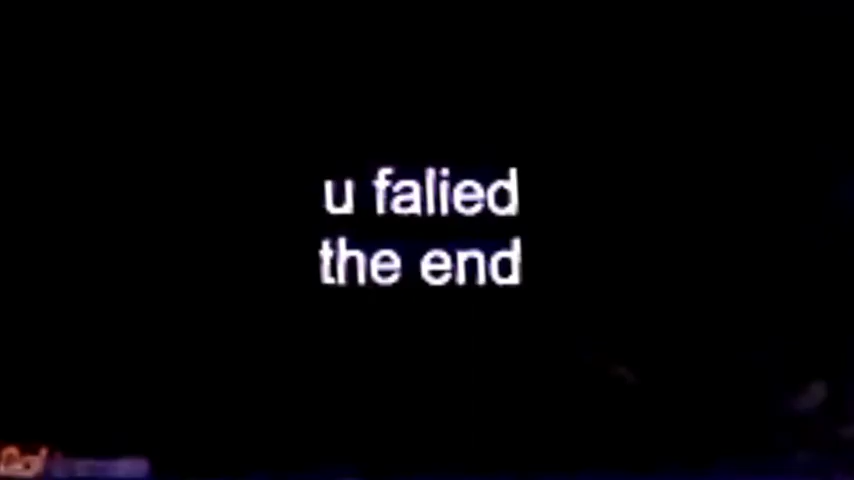 u falied
the end